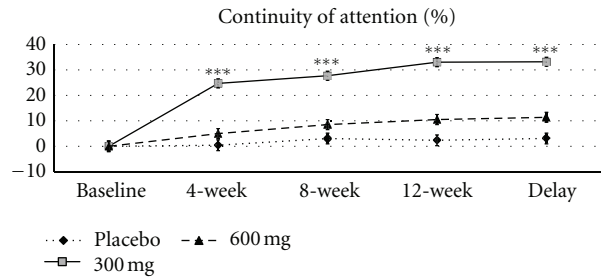 Continuity of attention (%)
40
30
20
10
0
−10
*** *** *** ***
Baseline 4-week 8-week 12-week Delay
Placebo 600 mg
300 mg